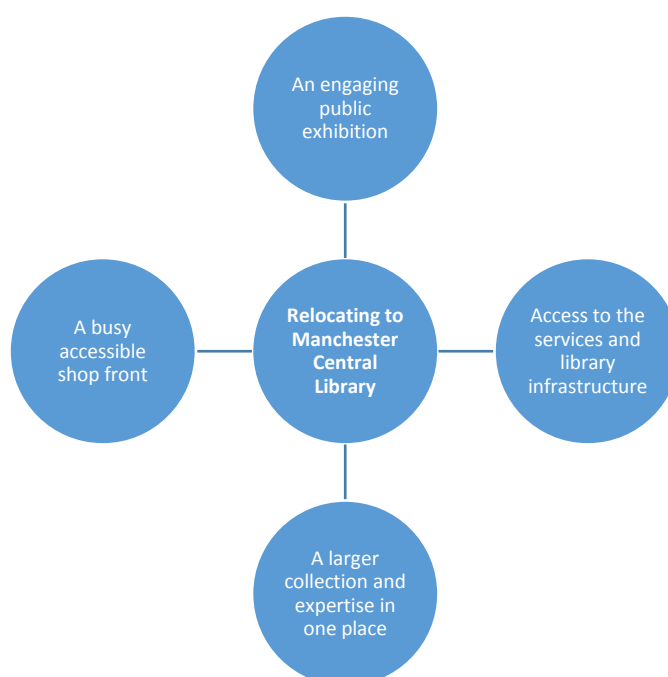 An engaging
public
exhibition
A busy
accessible
shop front
Relocating to
Manchester
Central
Library
Access to the
services and
library
infrastructure
A larger
collection and
expertise in
one place